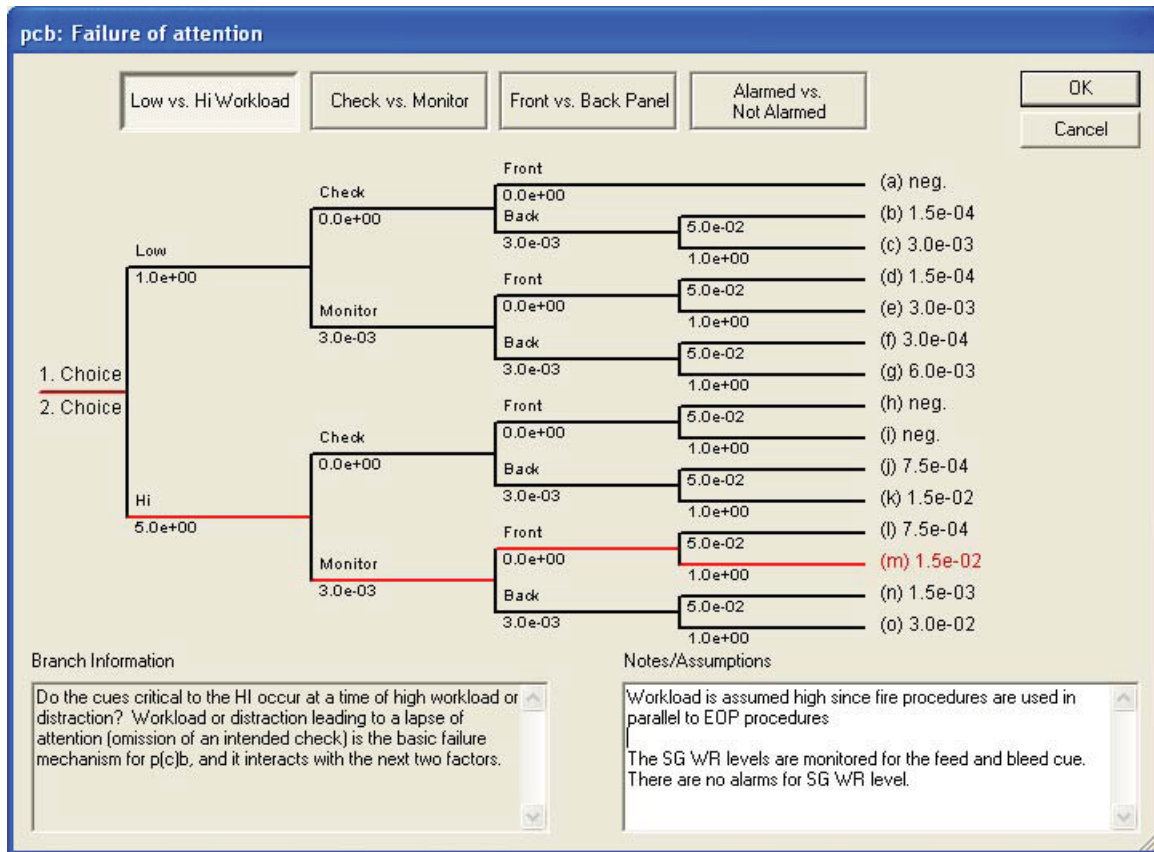 pcb: Failure of attention
Low vs. Hi Workload
Check vs. Monitor
Front vs. Back Panel
Alarmed vs.
Not Alarmed
OK
Cancel
1. Choice
2. Choice
Low
1.0e+00
Hi
5.0e+00
Check
0.0e+00
Monitor
3.0e-03
Check
0.0e+00
Monitor
3.0e-03
Front
0.0e+00
Back
3.0e-03
Front
0.0e+00
Back
3.0e-03
Front
0.0e+00
Back
3.0e-03
Front
0.0e+00
Back
3.0e-03
5.0e-02
1.0e+00
5.0e-02
1.0e+00
5.0e-02
1.0e+00
5.0e-02
1.0e+00
5.0e-02
1.0e+00
5.0e-02
1.0e+00
5.0e-02
1.0e+00
(a) neg.
(b) 1.5e-04
(c) 3.0e-03
(d) 1.5e-04
(e) 3.0e-03
(f) 3.0e-04
(g) 6.0e-03
(h) neg.
(i) neg.
(j) 7.5e-04
(k) 1.5e-02
(l) 7.5e-04
(m) 1.5e-02
(n) 1.5e-03
(o) 3.0e-02
Branch Information
Do the cues critical to the HI occur at a time of high workload or
distraction? Workload or distraction leading to a lapse of
attention (omission of an intended check) is the basic failure
mechanism for p(c)b, and it interacts with the next two factors.
Notes/Assumptions
Workload is assumed high since fire procedures are used in
parallel to EOP procedures
The SG WR levels are monitored for the feed and bleed cue.
There are no alarms for SG WR level.